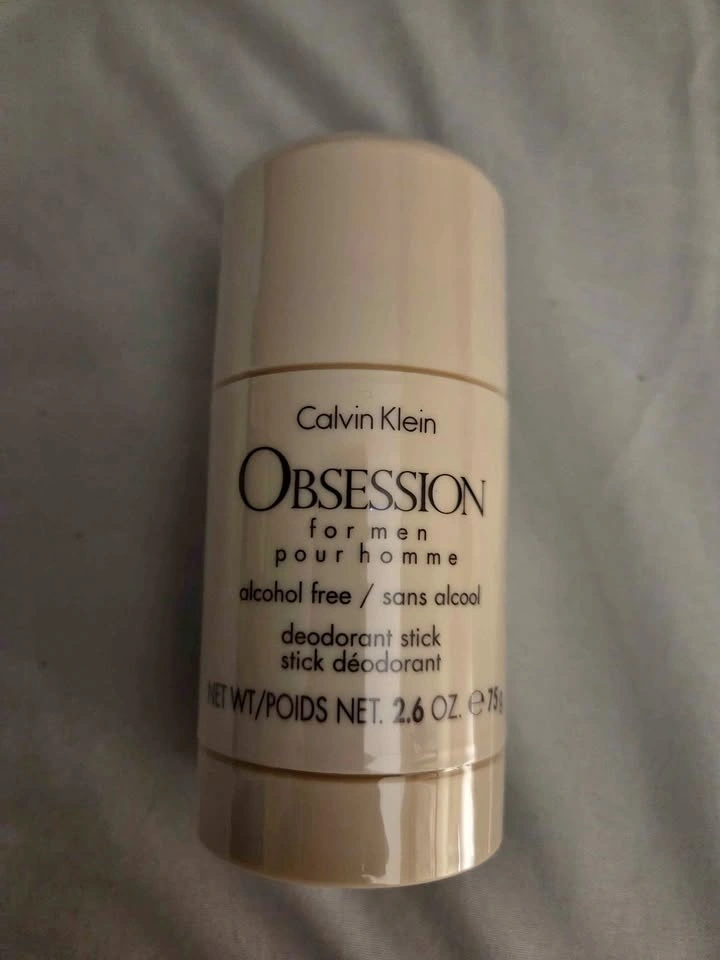 Calvin Klein
OBSESSION
for men
pour homme
alcohol free / sans alcool
deodorant stick
stick déodorant
NET WT/POIDS NET. 2.6 OZ. ℮ 75g